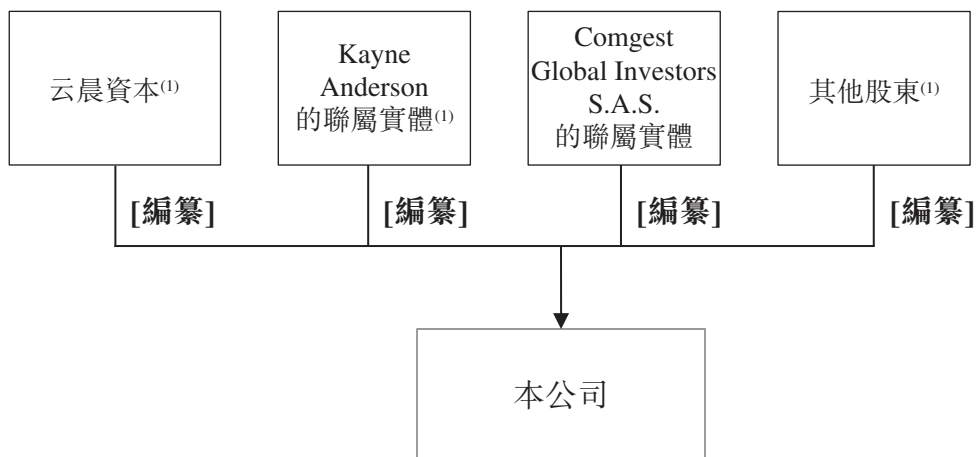 云晨資本(1)
Kayne
Anderson
的聯屬實體(1)
Comgest
Global Investors
S.A.S.
的聯屬實體
其他股東(1)
[編纂]
[編纂]
[編纂]
[編纂]
本公司